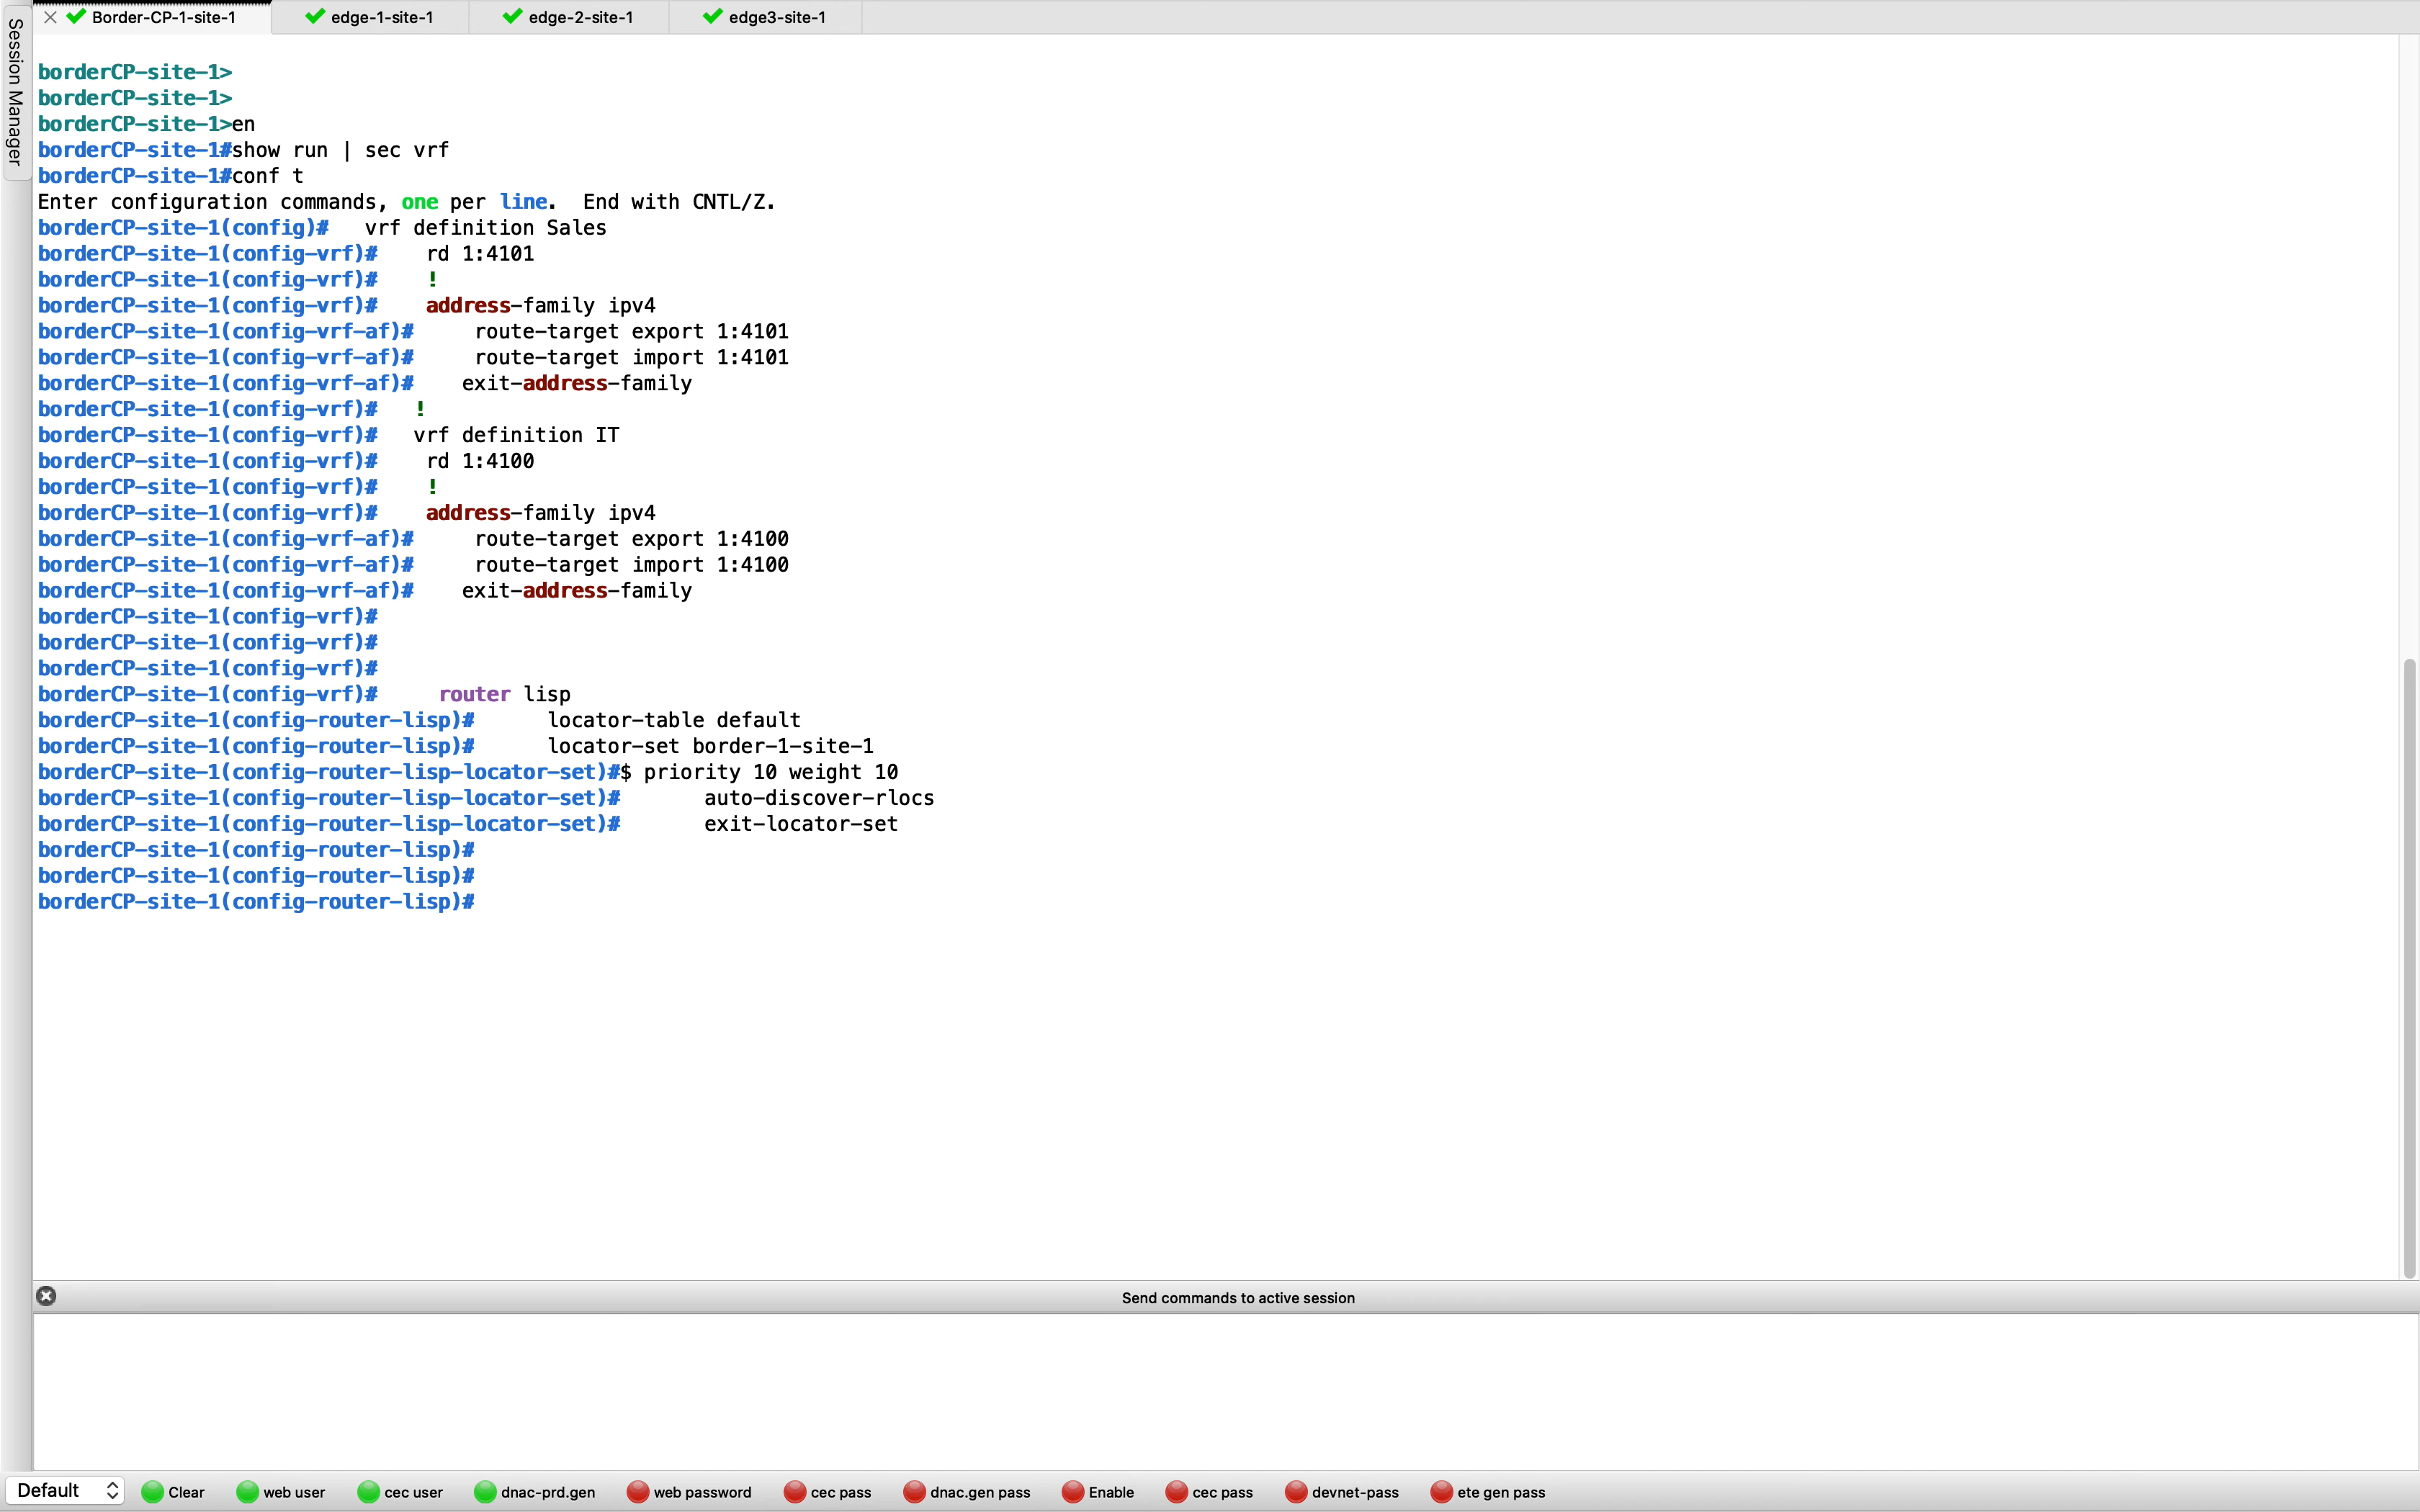 Session Manager
Border-CP-1-site-1 edge-1-site-1 edge-2-site-1 edge3-site-1
borderCP-site-1>
borderCP-site-1>
borderCP-site-1>en
borderCP-site-1#show run | sec vrf
borderCP-site-1#conf t
Enter configuration commands, one per line.  End with CNTL/Z.
borderCP-site-1(config)#   vrf definition Sales
borderCP-site-1(config-vrf)#    rd 1:4101
borderCP-site-1(config-vrf)#    !
borderCP-site-1(config-vrf)#    address-family ipv4
borderCP-site-1(config-vrf-af)#     route-target export 1:4101
borderCP-site-1(config-vrf-af)#     route-target import 1:4101
borderCP-site-1(config-vrf-af)#    exit-address-family
borderCP-site-1(config-vrf)#   !
borderCP-site-1(config-vrf)#   vrf definition IT
borderCP-site-1(config-vrf)#    rd 1:4100
borderCP-site-1(config-vrf)#    !
borderCP-site-1(config-vrf)#    address-family ipv4
borderCP-site-1(config-vrf-af)#     route-target export 1:4100
borderCP-site-1(config-vrf-af)#     route-target import 1:4100
borderCP-site-1(config-vrf-af)#    exit-address-family
borderCP-site-1(config-vrf)#
borderCP-site-1(config-vrf)#
borderCP-site-1(config-vrf)#
borderCP-site-1(config-vrf)#     router lisp
borderCP-site-1(config-router-lisp)#      locator-table default
borderCP-site-1(config-router-lisp)#      locator-set border-1-site-1
borderCP-site-1(config-router-lisp-locator-set)#$ priority 10 weight 10
borderCP-site-1(config-router-lisp-locator-set)#       auto-discover-rlocs
borderCP-site-1(config-router-lisp-locator-set)#       exit-locator-set
borderCP-site-1(config-router-lisp)#
borderCP-site-1(config-router-lisp)#
borderCP-site-1(config-router-lisp)#
Send commands to active session
Default Clear web user cec user dnac-prd.gen web password cec pass dnac.gen pass Enable cec pass devnet-pass ete gen pass